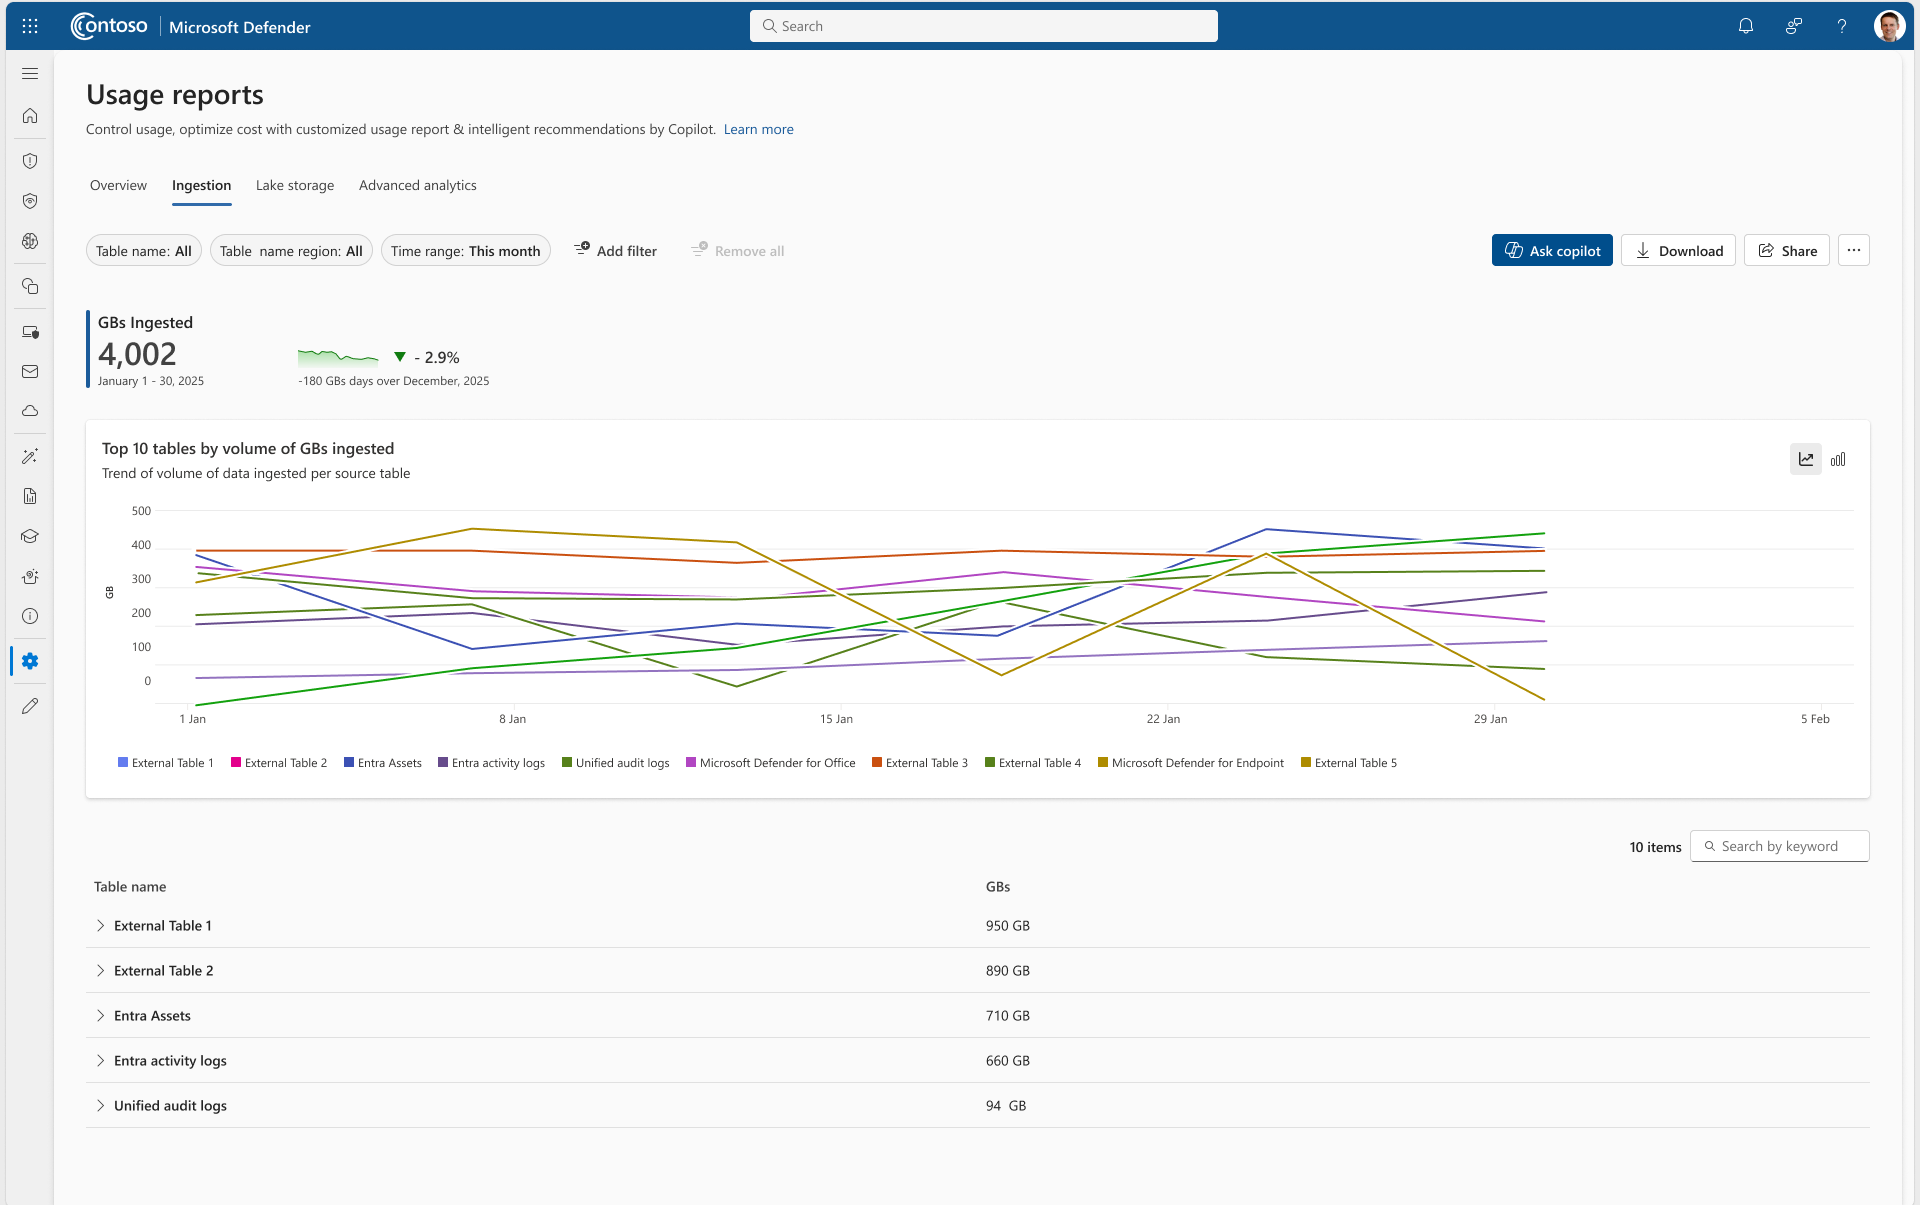 Contoso Microsoft Defender Search
Usage reports
Control usage, optimize cost with customized usage report & intelligent recommendations by Copilot. Learn more
Overview Ingestion Lake storage Advanced analytics
Table name: All Table name region: All Time range: This month Add filter Remove all Ask copilot Download Share
GBs Ingested
4,002 - 2.9%
January 1 - 30, 2025 -180 GBs days over December, 2025
Top 10 tables by volume of GBs ingested
Trend of volume of data ingested per source table
500
400
300
GB
200
100
0
1 Jan 8 Jan 15 Jan 22 Jan 29 Jan 5 Feb
External Table 1 External Table 2 Entra Assets Entra activity logs Unified audit logs Microsoft Defender for Office External Table 3 External Table 4 Microsoft Defender for Endpoint External Table 5
10 items Search by keyword
Table name GBs
External Table 1 950 GB
External Table 2 890 GB
Entra Assets 710 GB
Entra activity logs 660 GB
Unified audit logs 94 GB